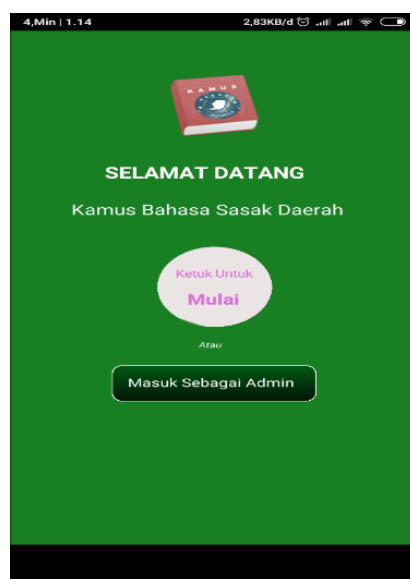 4,Min | 1.14 2,83KB/d
KAMUS
SELAMAT DATANG
Kamus Bahasa Sasak Daerah
Ketuk Untuk
Mulai
Atau
Masuk Sebagai Admin